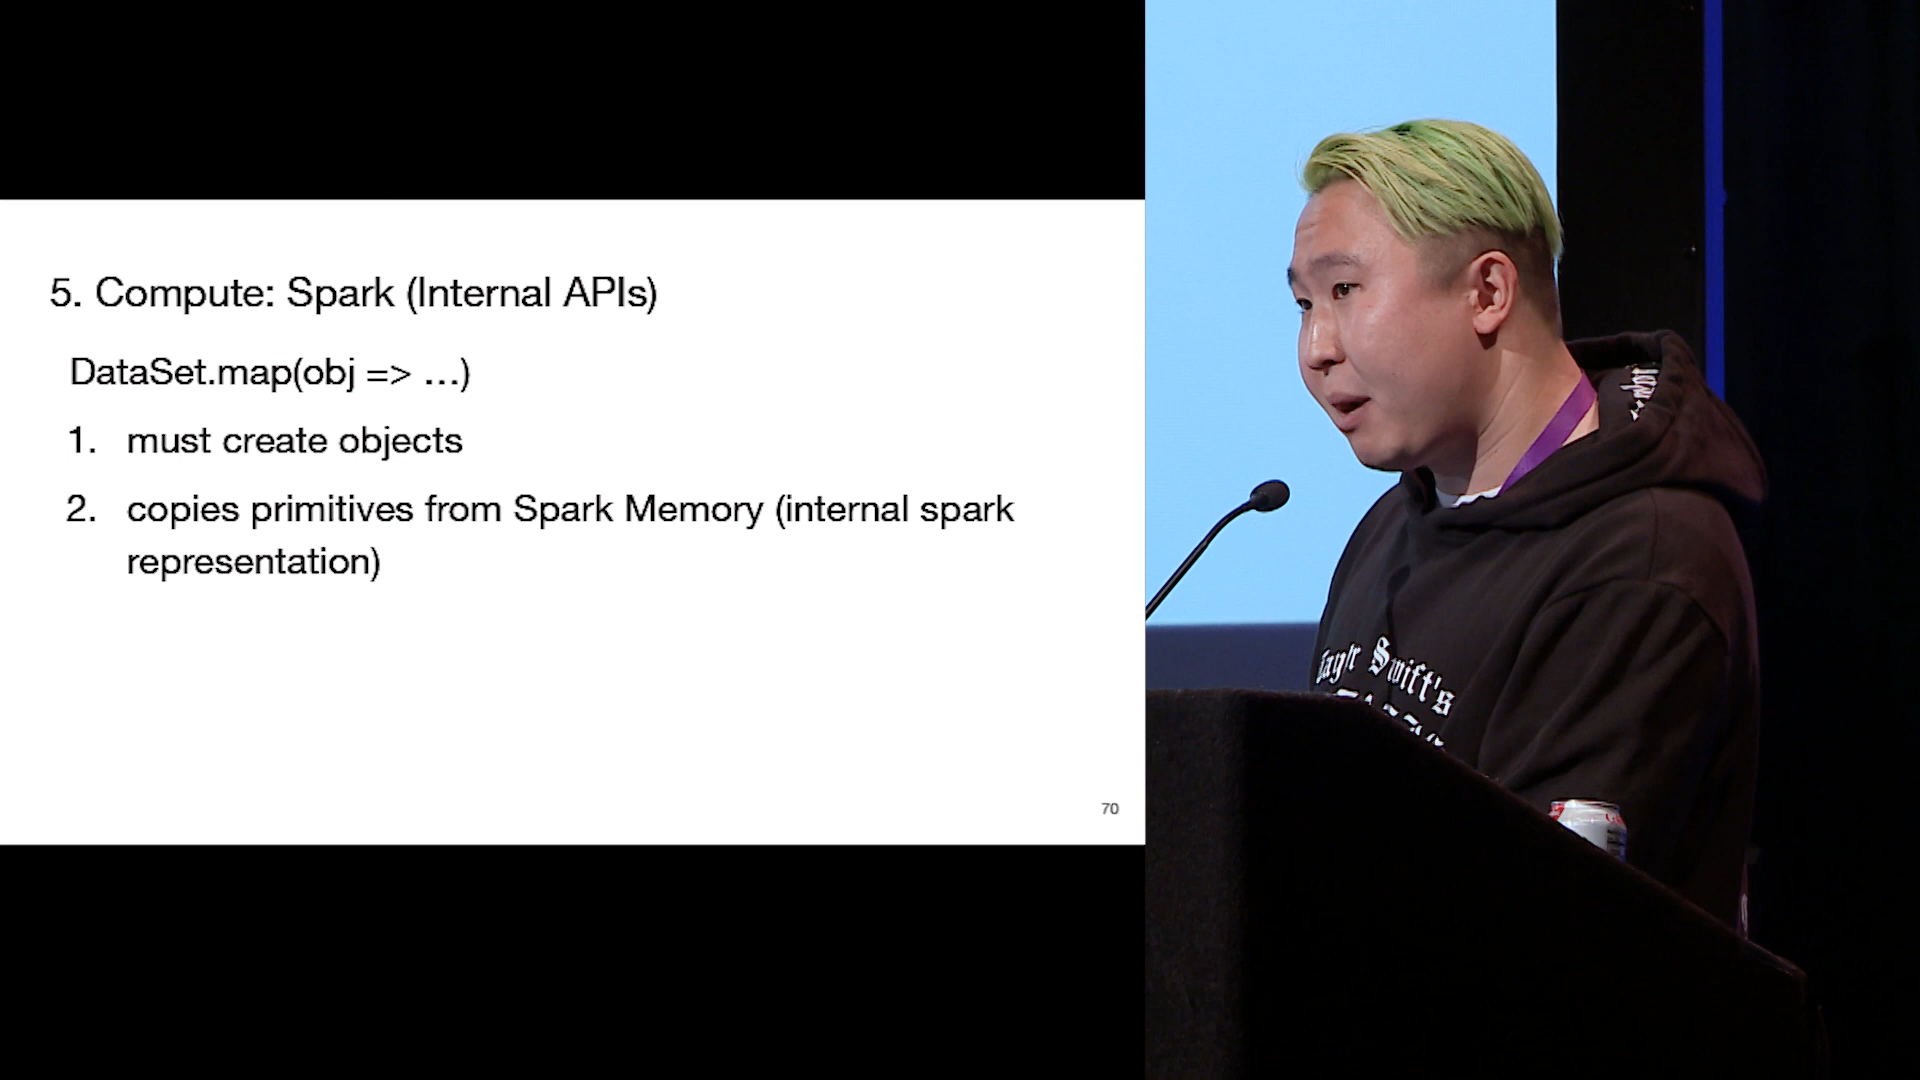 5. Compute: Spark (Internal APIs)
DataSet.map(obj => …)
1. must create objects
2. copies primitives from Spark Memory (internal spark
representation)
70
Swift's